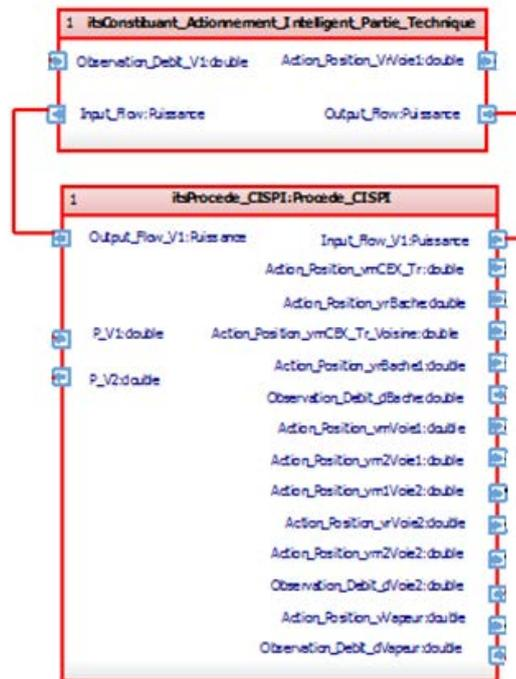 1 itsConstituant_Actionnement_Intelligent_Partie_Technique
Observation_Debit_V1:double Action_Position_VrVoie1:double
Input_Flow:Puissance Output_Flow:Puissance
1 itsProcede_CISPI:Procede_CISPI
Output_Flow_V1:Puissance Input_Flow_V1:Puissance
Action_Position_vmCEX_Tr:double
Action_Position_yrBache:double
P_V1:double Action_Position_ymCEX_Tr_Voisine:double
Action_Position_yrBache1:double
P_V2:double
Observation_Debit_dBache:double
Action_Position_vmVoie1:double
Action_Position_ym2Voie1:double
Action_Position_ym1Voie2:double
Action_Position_vrVoie2:double
Action_Position_ym2Voie2:double
Observation_Debit_dVoie2:double
Action_Position_vVapeur:double
Observation_Debit_dVapeur:double